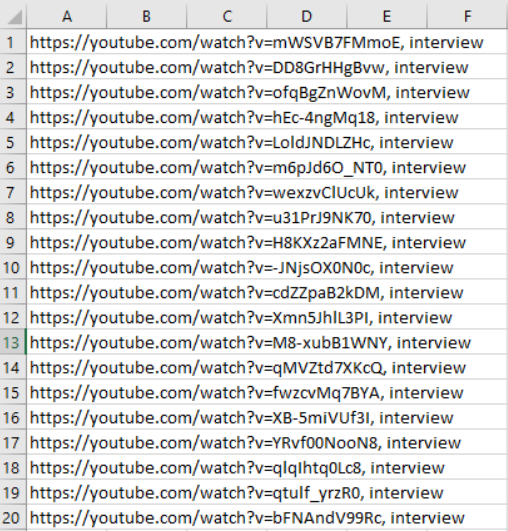 A B C D E F
1 https://youtube.com/watch?v=mWSVB7FMmoE, interview
2 https://youtube.com/watch?v=DD8GrHHgBvw, interview
3 https://youtube.com/watch?v=ofqBgZnWovM, interview
4 https://youtube.com/watch?v=hEc-4ngMq18, interview
5 https://youtube.com/watch?v=LoldJNDLZHc, interview
6 https://youtube.com/watch?v=m6pJd6O_NT0, interview
7 https://youtube.com/watch?v=wexzvClUcUk, interview
8 https://youtube.com/watch?v=u31PrJ9NK70, interview
9 https://youtube.com/watch?v=H8KXz2aFMNE, interview
10 https://youtube.com/watch?v=-JNjsOX0N0c, interview
11 https://youtube.com/watch?v=cdZZpaB2kDM, interview
12 https://youtube.com/watch?v=Xmn5JhlL3PI, interview
13 https://youtube.com/watch?v=M8-xubB1WNY, interview
14 https://youtube.com/watch?v=qMVZtd7XKcQ, interview
15 https://youtube.com/watch?v=fwzcvMq7BYA, interview
16 https://youtube.com/watch?v=XB-5miVUf3I, interview
17 https://youtube.com/watch?v=YRvf00NooN8, interview
18 https://youtube.com/watch?v=qlqIhtq0Lc8, interview
19 https://youtube.com/watch?v=qtulf_yrzR0, interview
20 https://youtube.com/watch?v=bFNAndV99Rc, interview